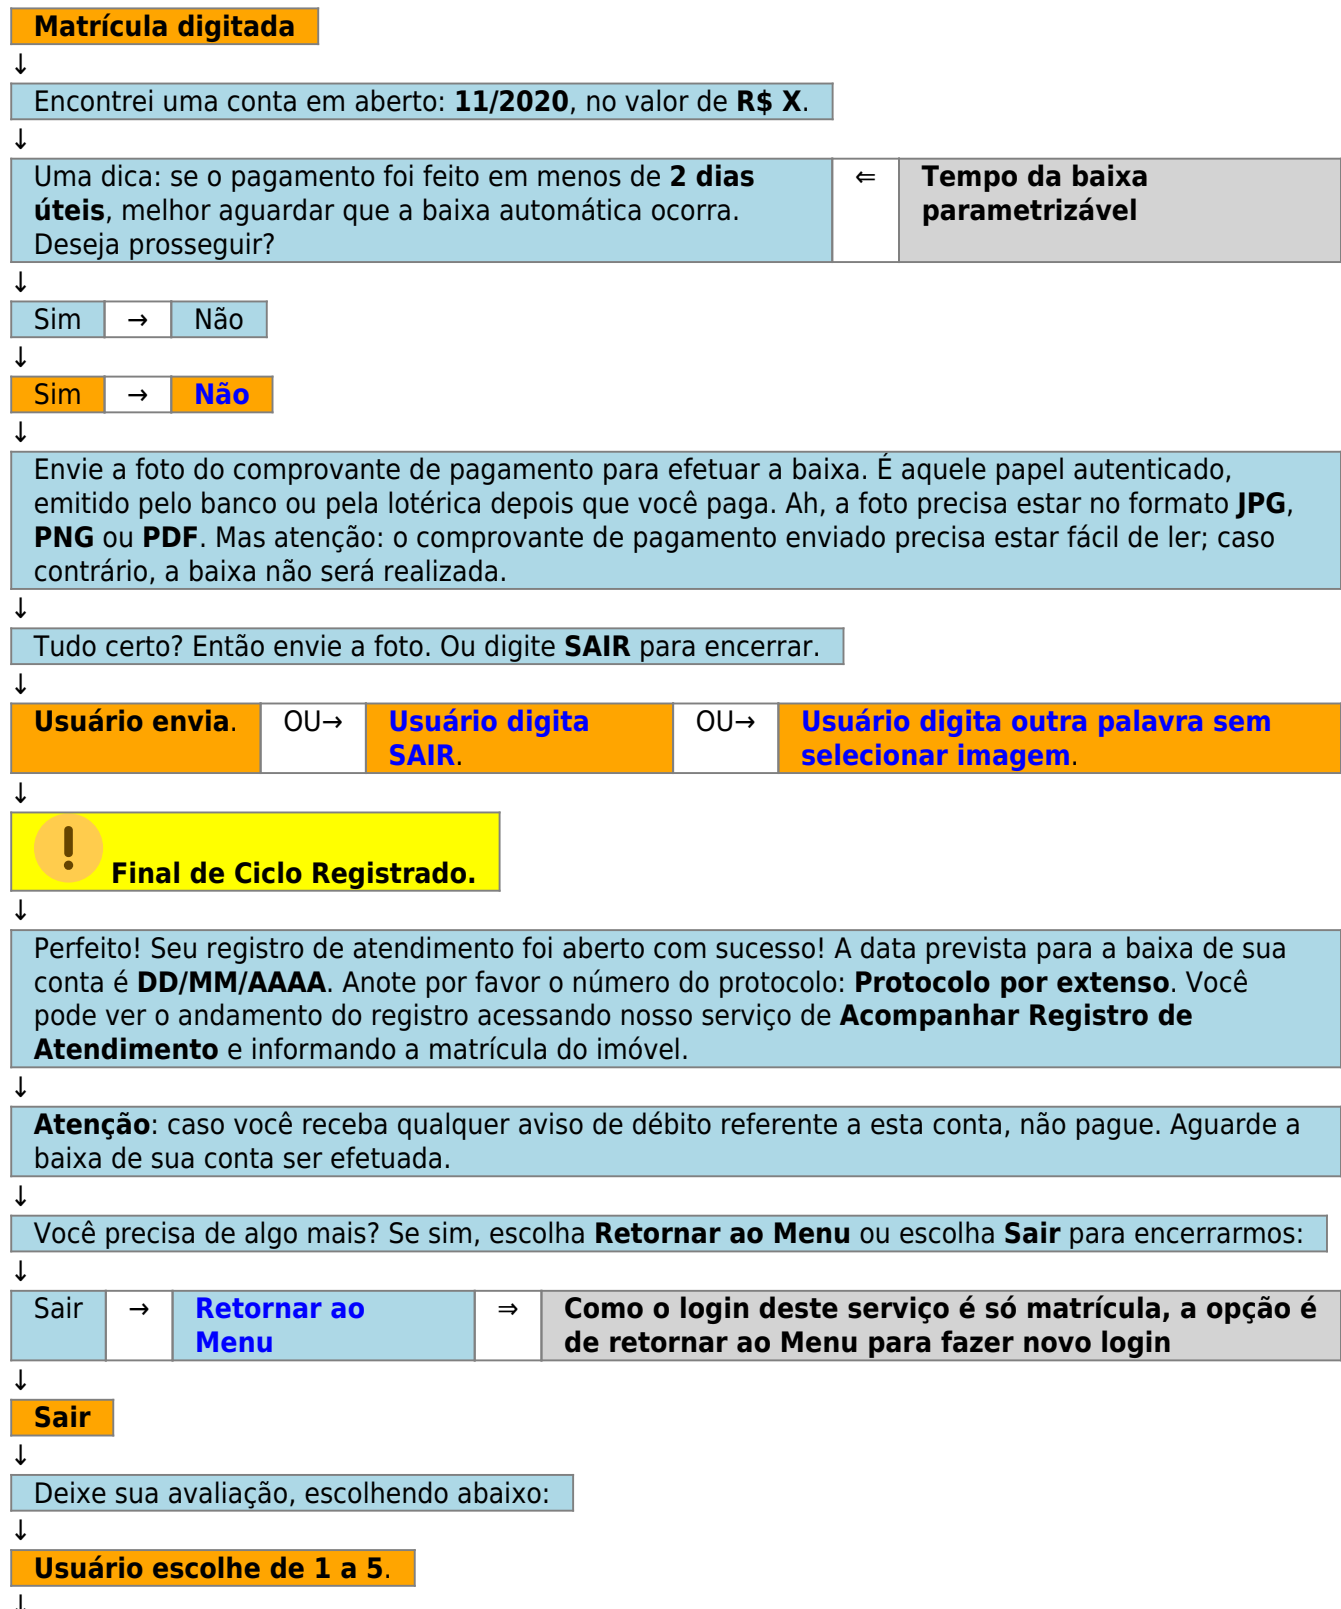 Matrícula digitada
↓
Encontrei uma conta em aberto: 11/2020, no valor de R$ X.
↓
Uma dica: se o pagamento foi feito em menos de 2 dias
úteis, melhor aguardar que a baixa automática ocorra.
Deseja prosseguir?
⇐
Tempo da baixa
parametrizável
↓
Sim → Não
↓
Sim → Não
↓
Envie a foto do comprovante de pagamento para efetuar a baixa. É aquele papel autenticado,
emitido pelo banco ou pela lotérica depois que você paga. Ah, a foto precisa estar no formato JPG,
PNG ou PDF. Mas atenção: o comprovante de pagamento enviado precisa estar fácil de ler; caso
contrário, a baixa não será realizada.
↓
Tudo certo? Então envie a foto. Ou digite SAIR para encerrar.
↓
Usuário envia.
OU→
Usuário digita
SAIR.
OU→
Usuário digita outra palavra sem
selecionar imagem.
↓
Final de Ciclo Registrado.
↓
Perfeito! Seu registro de atendimento foi aberto com sucesso! A data prevista para a baixa de sua
conta é DD/MM/AAAA. Anote por favor o número do protocolo: Protocolo por extenso. Você
pode ver o andamento do registro acessando nosso serviço de Acompanhar Registro de
Atendimento e informando a matrícula do imóvel.
↓
Atenção: caso você receba qualquer aviso de débito referente a esta conta, não pague. Aguarde a
baixa de sua conta ser efetuada.
↓
Você precisa de algo mais? Se sim, escolha Retornar ao Menu ou escolha Sair para encerrarmos:
↓
Sair
→
Retornar ao
Menu
⇒
Como o login deste serviço é só matrícula, a opção é
de retornar ao Menu para fazer novo login
↓
Sair
↓
Deixe sua avaliação, escolhendo abaixo:
↓
Usuário escolhe de 1 a 5.
↓